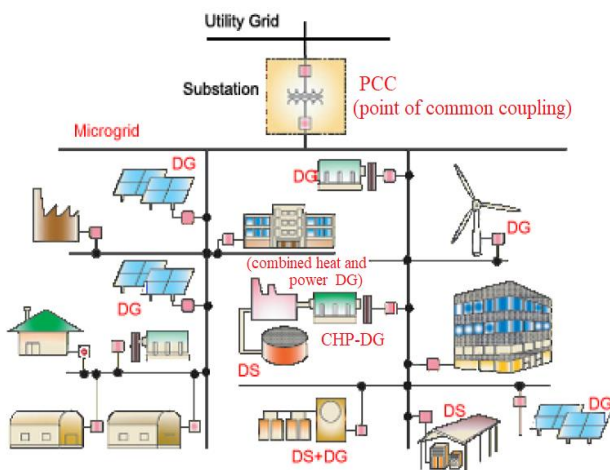 Utility Grid
Substation
PCC
(point of common coupling)
Microgrid
DG
DG
DG
(combined heat and
power DG)
DG
CHP-DG
DS
DS
DG
DS+DG